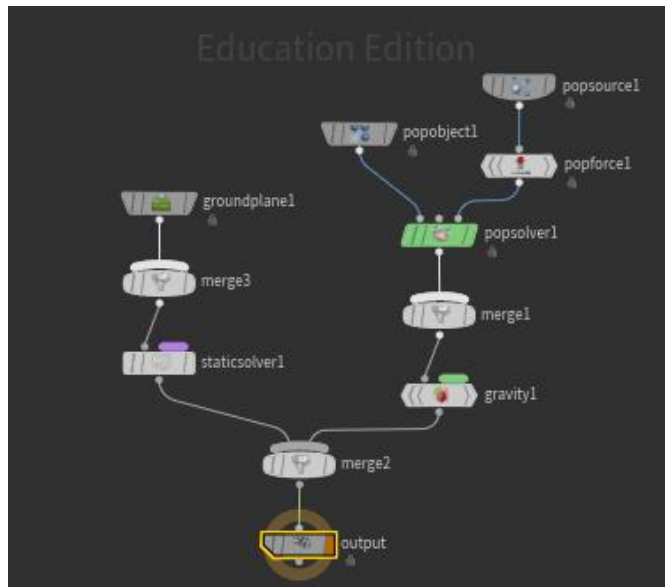 Education Edition
popsource1
popobject1
popforce1
groundplane1
popsolver1
merge3
merge1
staticsolver1
gravity1
merge2
output